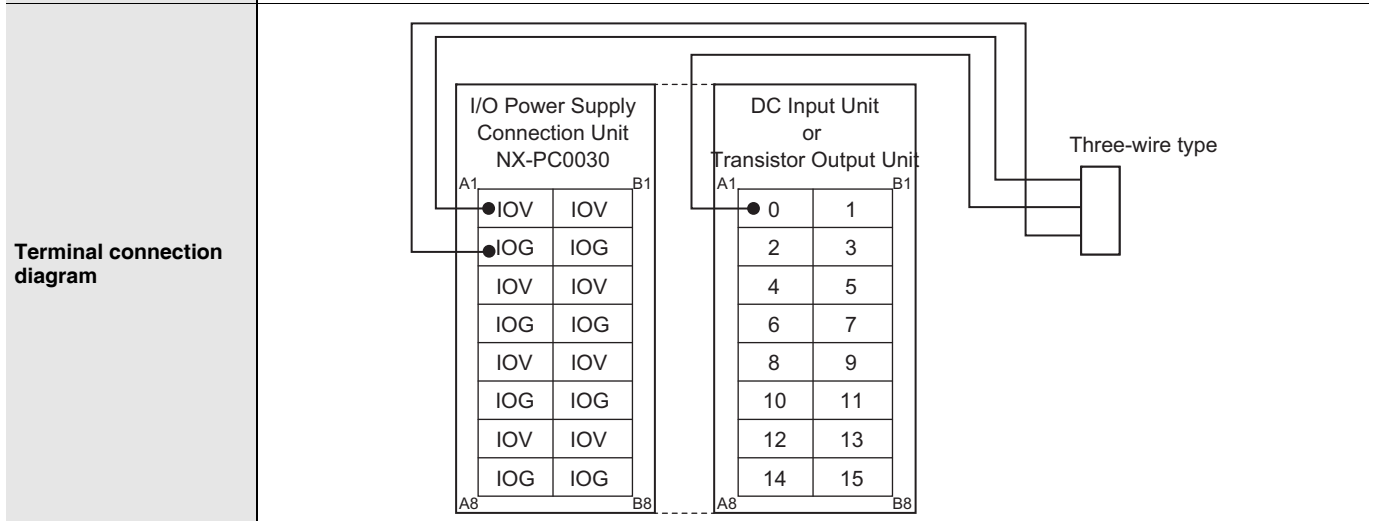 Terminal connection
diagram
I/O Power Supply
Connection Unit
NX-PC0030
A1 B1
IOV IOV
IOG IOG
IOV IOV
IOG IOG
IOV IOV
IOG IOG
IOV IOV
IOG IOG
A8 B8
DC Input Unit
or
Transistor Output Unit
A1 B1
0 1
2 3
4 5
6 7
8 9
10 11
12 13
14 15
A8 B8
Three-wire type